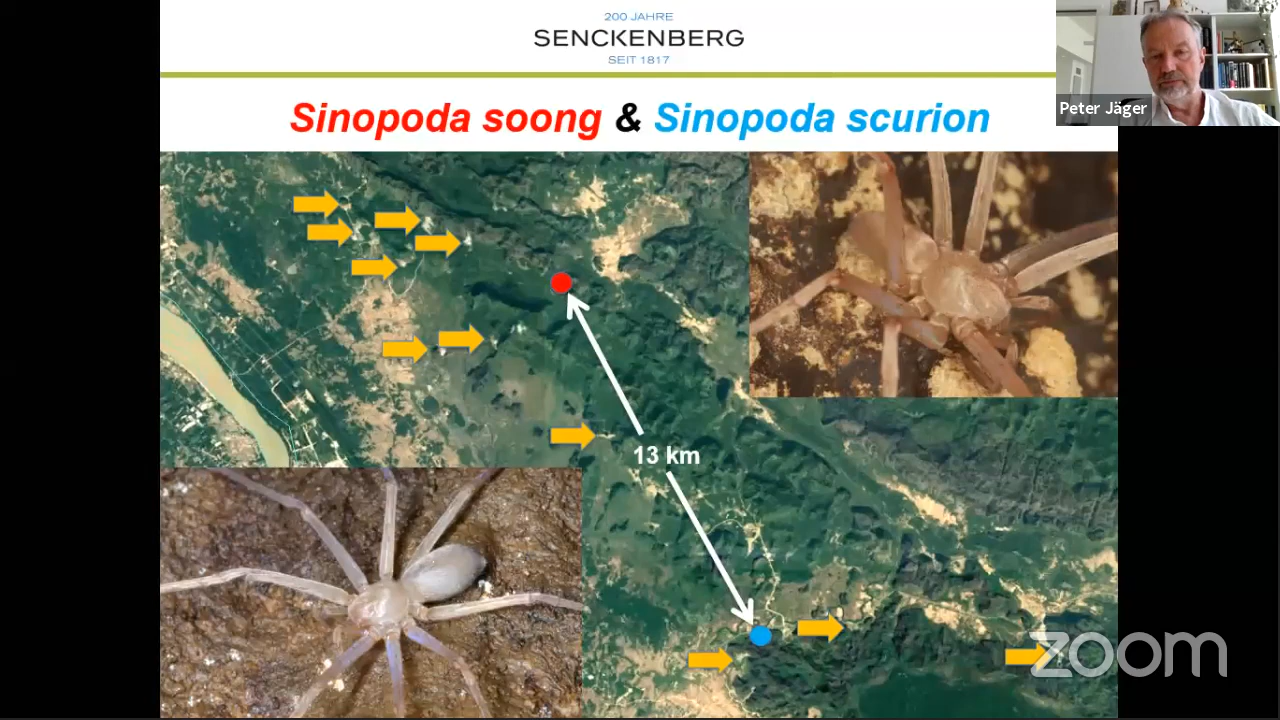 200 JAHRE
SENCKENBERG
SEIT 1817
Peter Jäger
Sinopoda soong & Sinopoda scurion
13 km
zoom